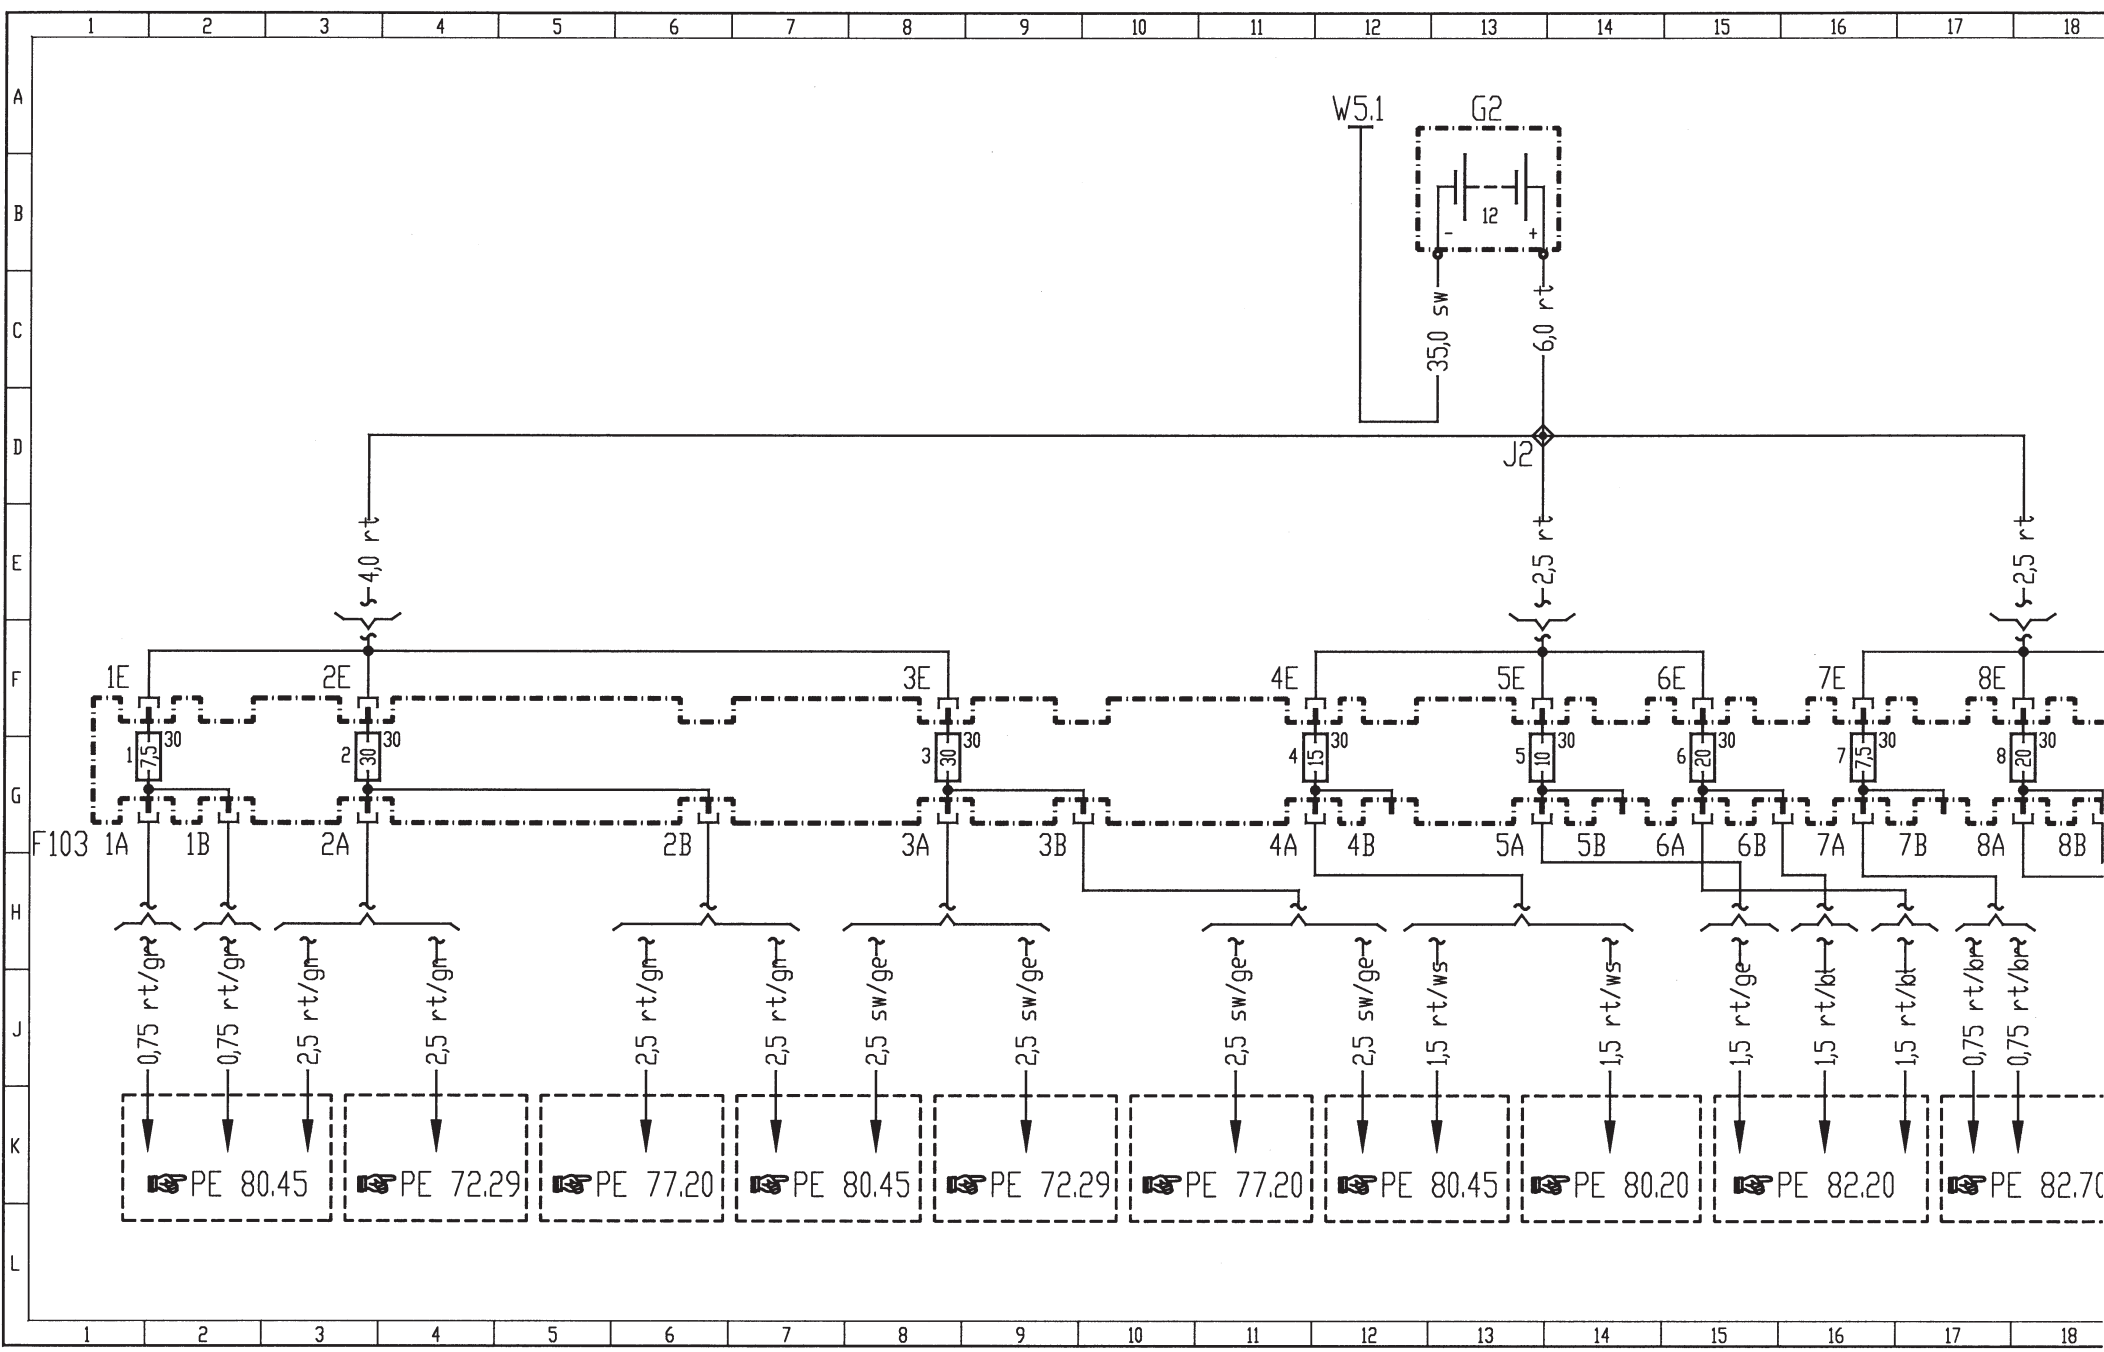 1 2 3 4 5 6 7 8 9 10 11 12 13 14 15 16 17 18
A
W5.1 G2
B
12
- +
C
35,0 sw 6,0 rt
D
J2
E
4,0 rt 2,5 rt 2,5 rt
F
1E 2E 3E 4E 5E 6E 7E 8E
30 30 30 30 30 30 30 30
1 7,5 2 30 3 30 4 15 5 10 6 20 7 7,5 8 20
G
F103 1A 1B 2A 2B 3A 3B 4A 4B 5A 5B 6A 6B 7A 7B 8A 8B
H
0,75 rt/gr 0,75 rt/gr 2,5 rt/gn 2,5 rt/gn 2,5 rt/gn 2,5 rt/gn 2,5 sw/ge 2,5 sw/ge 2,5 sw/ge 2,5 sw/ge 1,5 rt/ws 1,5 rt/ws 1,5 rt/ge 1,5 rt/bl 1,5 rt/bl 0,75 rt/br 0,75 rt/br
J
K
PE 80.45 PE 72.29 PE 77.20 PE 80.45 PE 72.29 PE 77.20 PE 80.45 PE 80.20 PE 82.20 PE 82.70
L
1 2 3 4 5 6 7 8 9 10 11 12 13 14 15 16 17 18